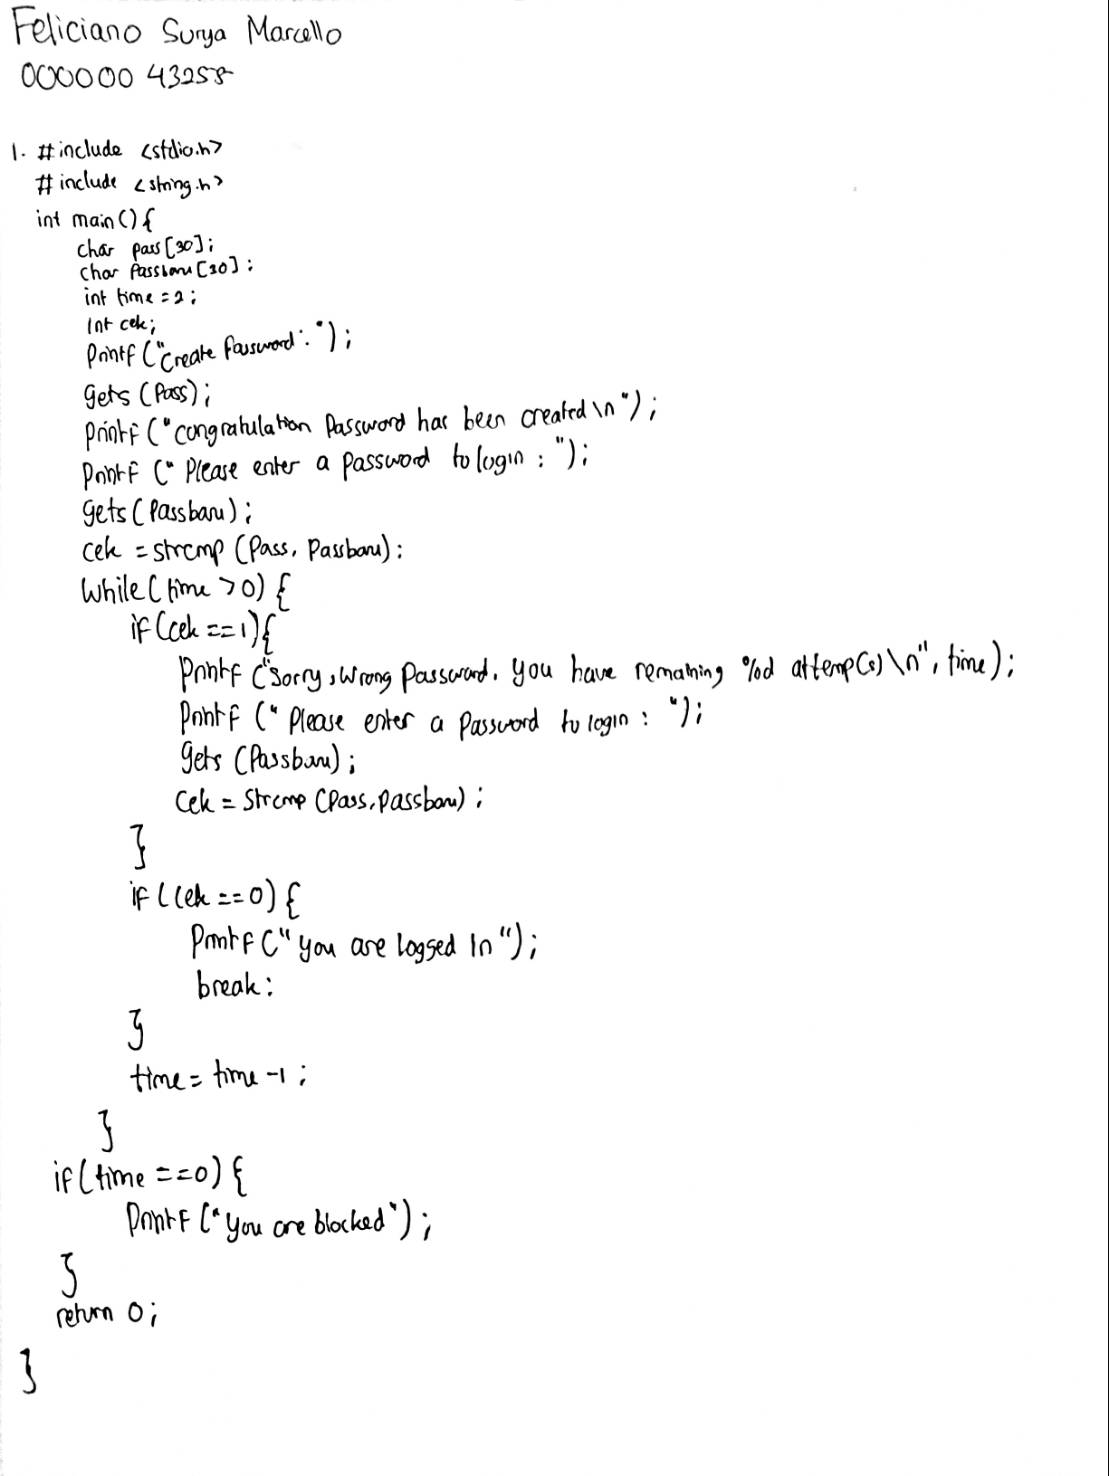 Feliciano Surya Marcello
00000043258
1. #include <stdio.h>
#include <string.h>
int main(){
char pass[30];
char Passbaru[30];
int time = 2;
int cek;
Printf ("Create Password: ");
gets (Pass);
printf ("congratulation Password has been created \n");
Printf (" Please enter a password to login : ");
gets (Passbaru);
cek = strcmp (Pass, Passbaru);
While (time > 0) {
if (cek == 1){
Printf ("Sorry, Wrong Password. You have remaining %d attemp(s) \n", time);
Printf (" Please enter a Password to login : ");
gets (Passbaru);
Cek = Strcmp (Pass, passbaru);
}
if (cek == 0) {
Printf (" you are logged In ");
break;
}
time = time - 1;
}
if (time == 0) {
Printf ("you are blocked");
}
return 0;
}